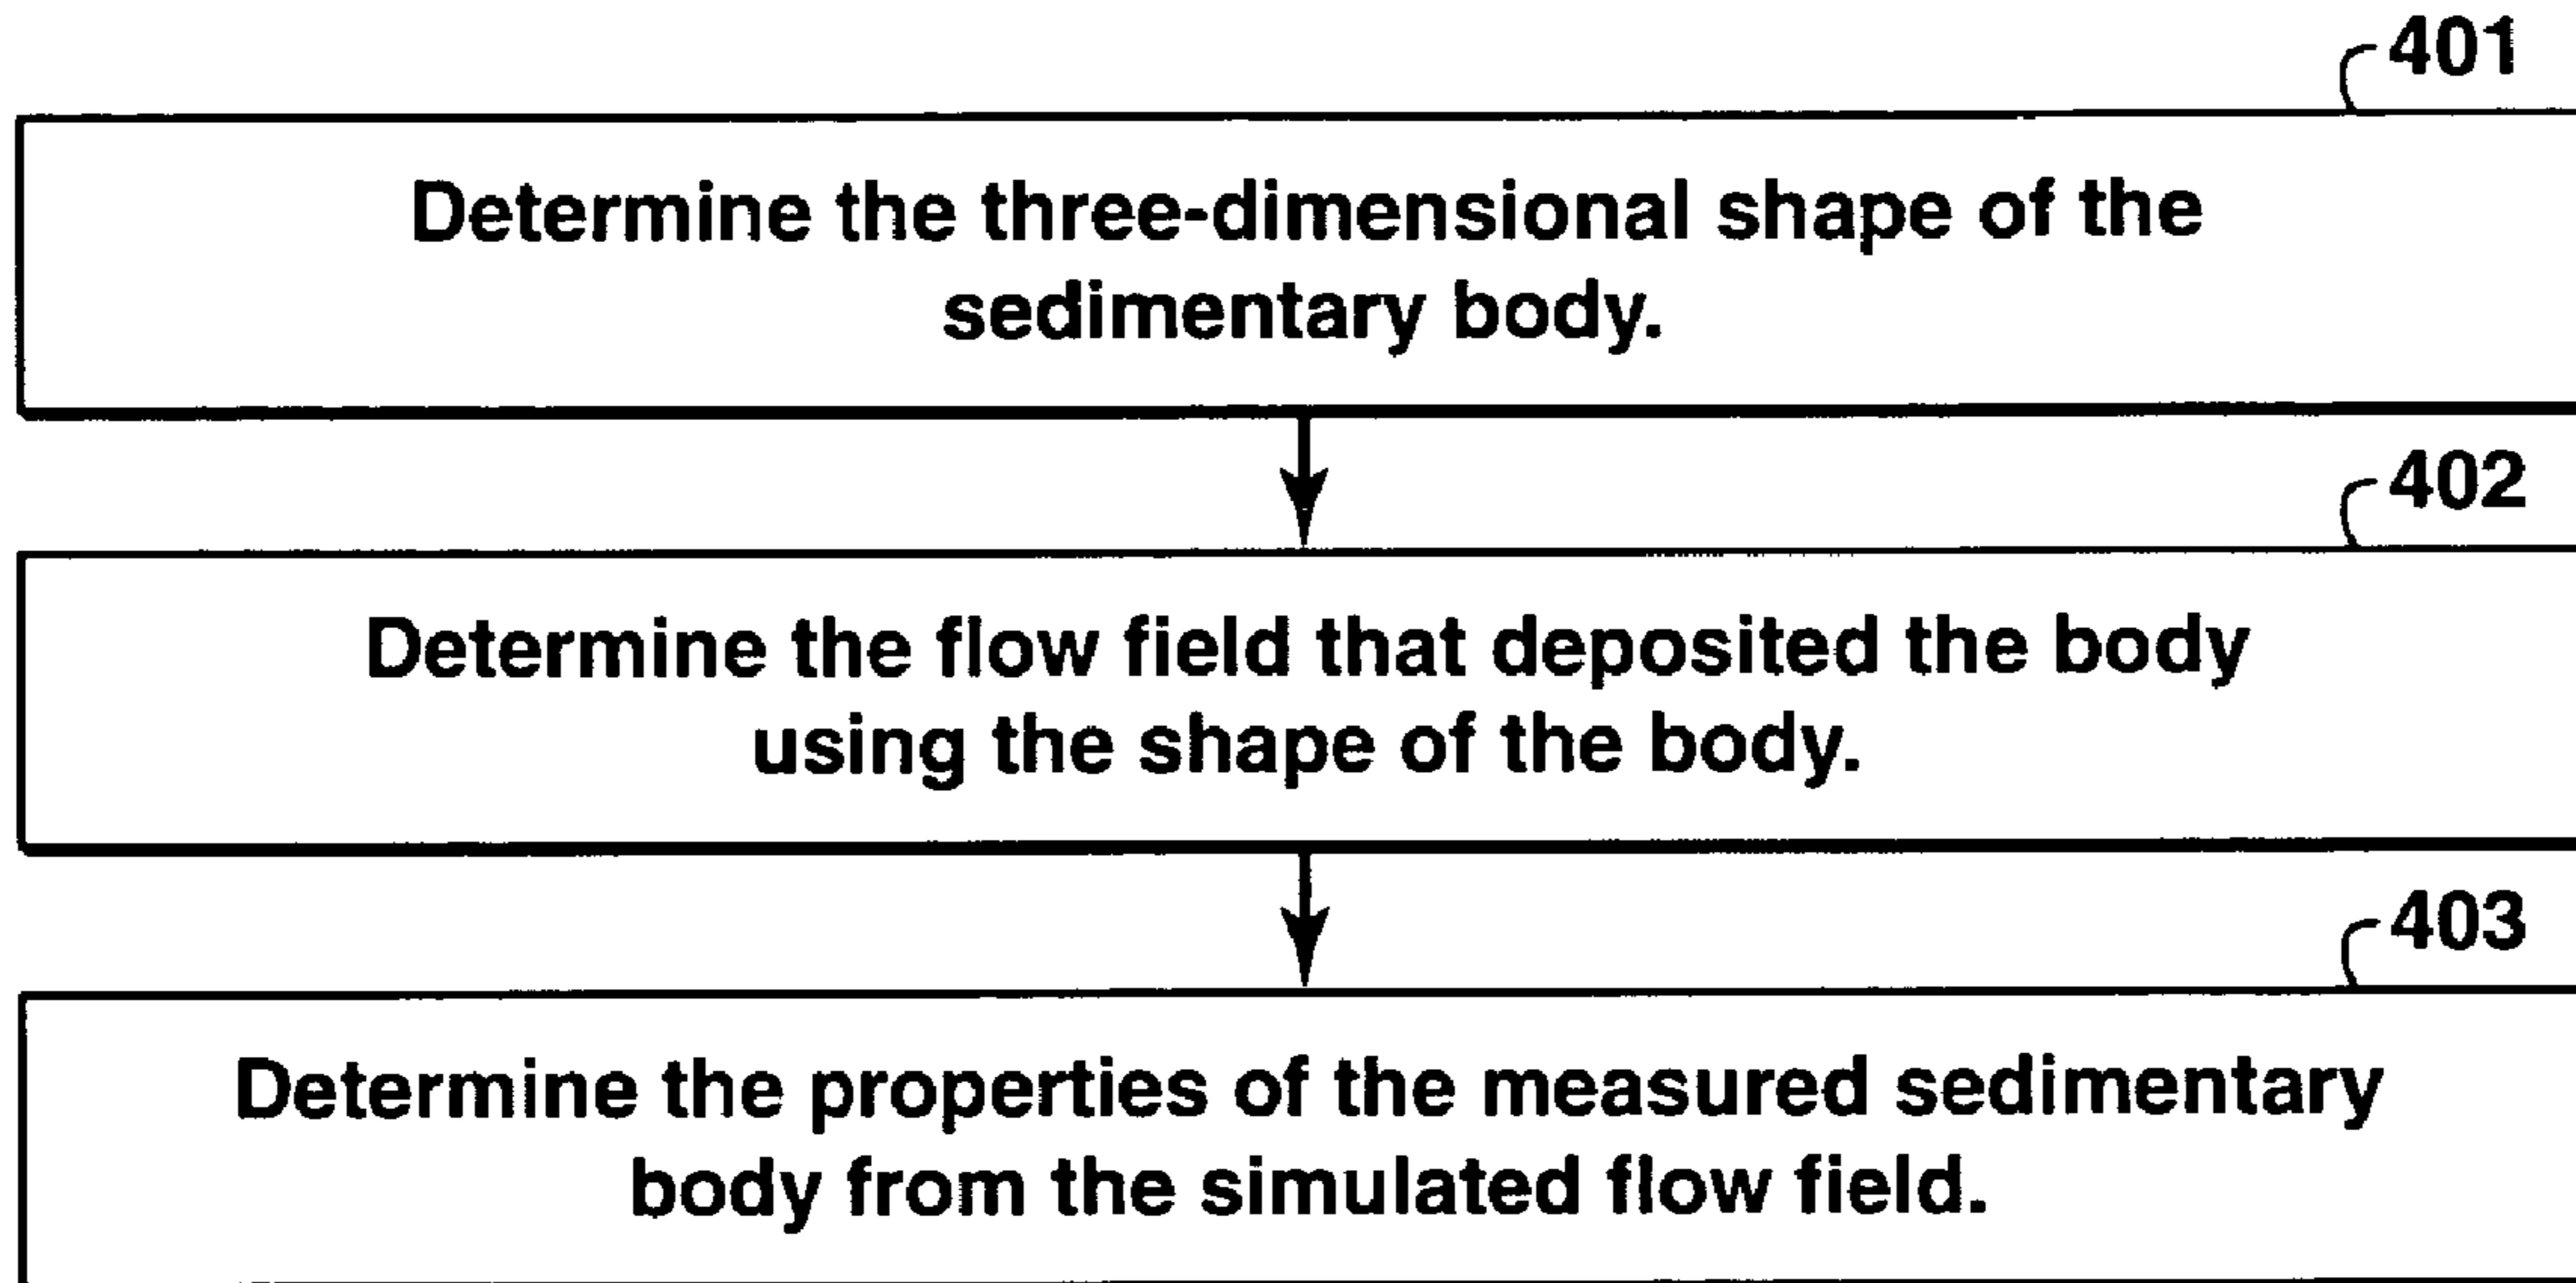 401
Determine the three-dimensional shape of the
sedimentary body.
402
Determine the flow field that deposited the body
using the shape of the body.
403
Determine the properties of the measured sedimentary
body from the simulated flow field.